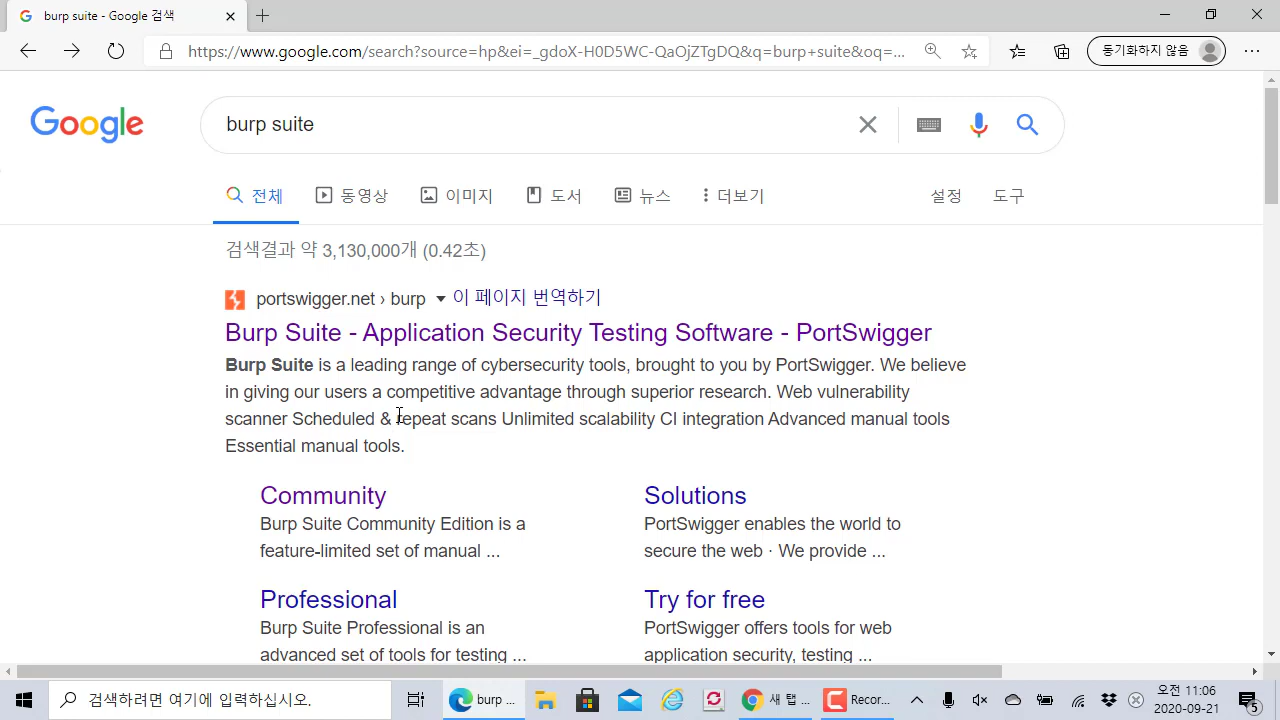 burp suite - Google 검색
https://www.google.com/search?source=hp&ei=_gdoX-H0D5WC-QaOjZTgDQ&q=burp+suite&oq=...
동기화하지 않음
Google
burp suite
전체
동영상
이미지
도서
뉴스
더보기
설정
도구
검색결과 약 3,130,000개 (0.42초)
portswigger.net › burp 이 페이지 번역하기
Burp Suite - Application Security Testing Software - PortSwigger
Burp Suite is a leading range of cybersecurity tools, brought to you by PortSwigger. We believe
in giving our users a competitive advantage through superior research. Web vulnerability
scanner Scheduled & repeat scans Unlimited scalability CI integration Advanced manual tools
Essential manual tools.
Community
Burp Suite Community Edition is a
feature-limited set of manual ...
Solutions
PortSwigger enables the world to
secure the web · We provide ...
Professional
Burp Suite Professional is an
advanced set of tools for testing ...
Try for free
PortSwigger offers tools for web
application security, testing ...
검색하려면 여기에 입력하십시오.
burp ...
새 탭 ...
Recor...
오전 11:06
2020-09-21
5